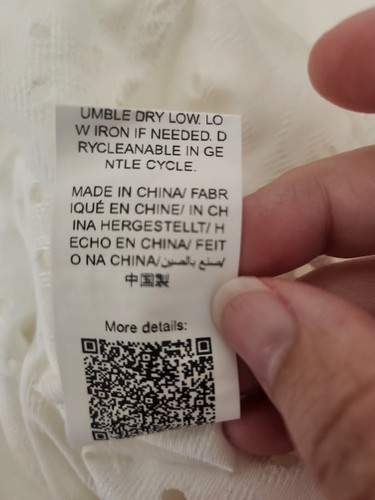 UMBLE DRY LOW. LO
W IRON IF NEEDED. D
RYCLEANABLE IN GE
NTLE CYCLE.
MADE IN CHINA/ FABR
IQUÉ EN CHINE/ IN CH
INA HERGESTELLT/ H
ECHO EN CHINA/ FEIT
O NA CHINA/صنع بالصين/
中国製
More details: